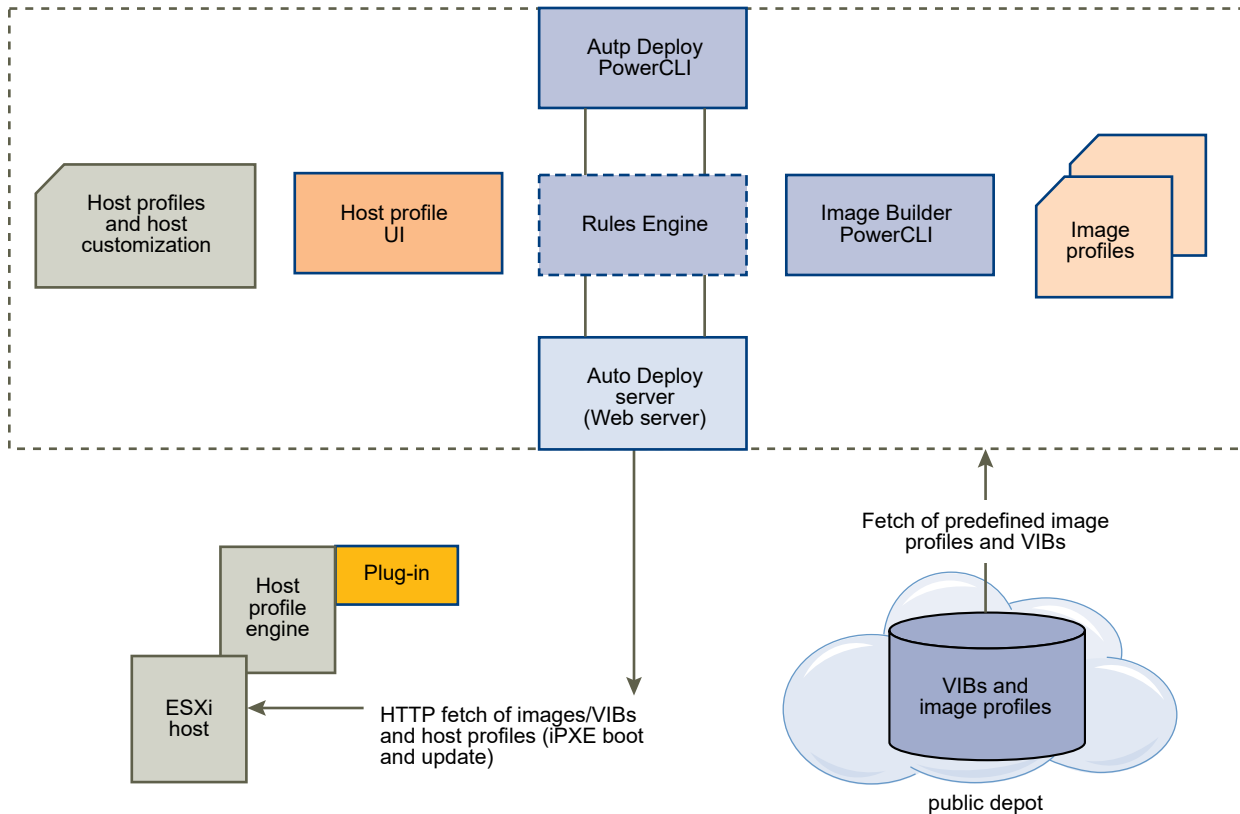 Autp Deploy
PowerCLI
Host profiles
and host
customization
Host profile
UI
Rules Engine
Image Builder
PowerCLI
Image
profiles
Auto Deploy
server
(Web server)
Fetch of predefined image
profiles and VIBs
Host
profile
engine
Plug-in
ESXi
host
HTTP fetch of images/VIBs
and host profiles (iPXE boot
and update)
VIBs and
image profiles
public depot